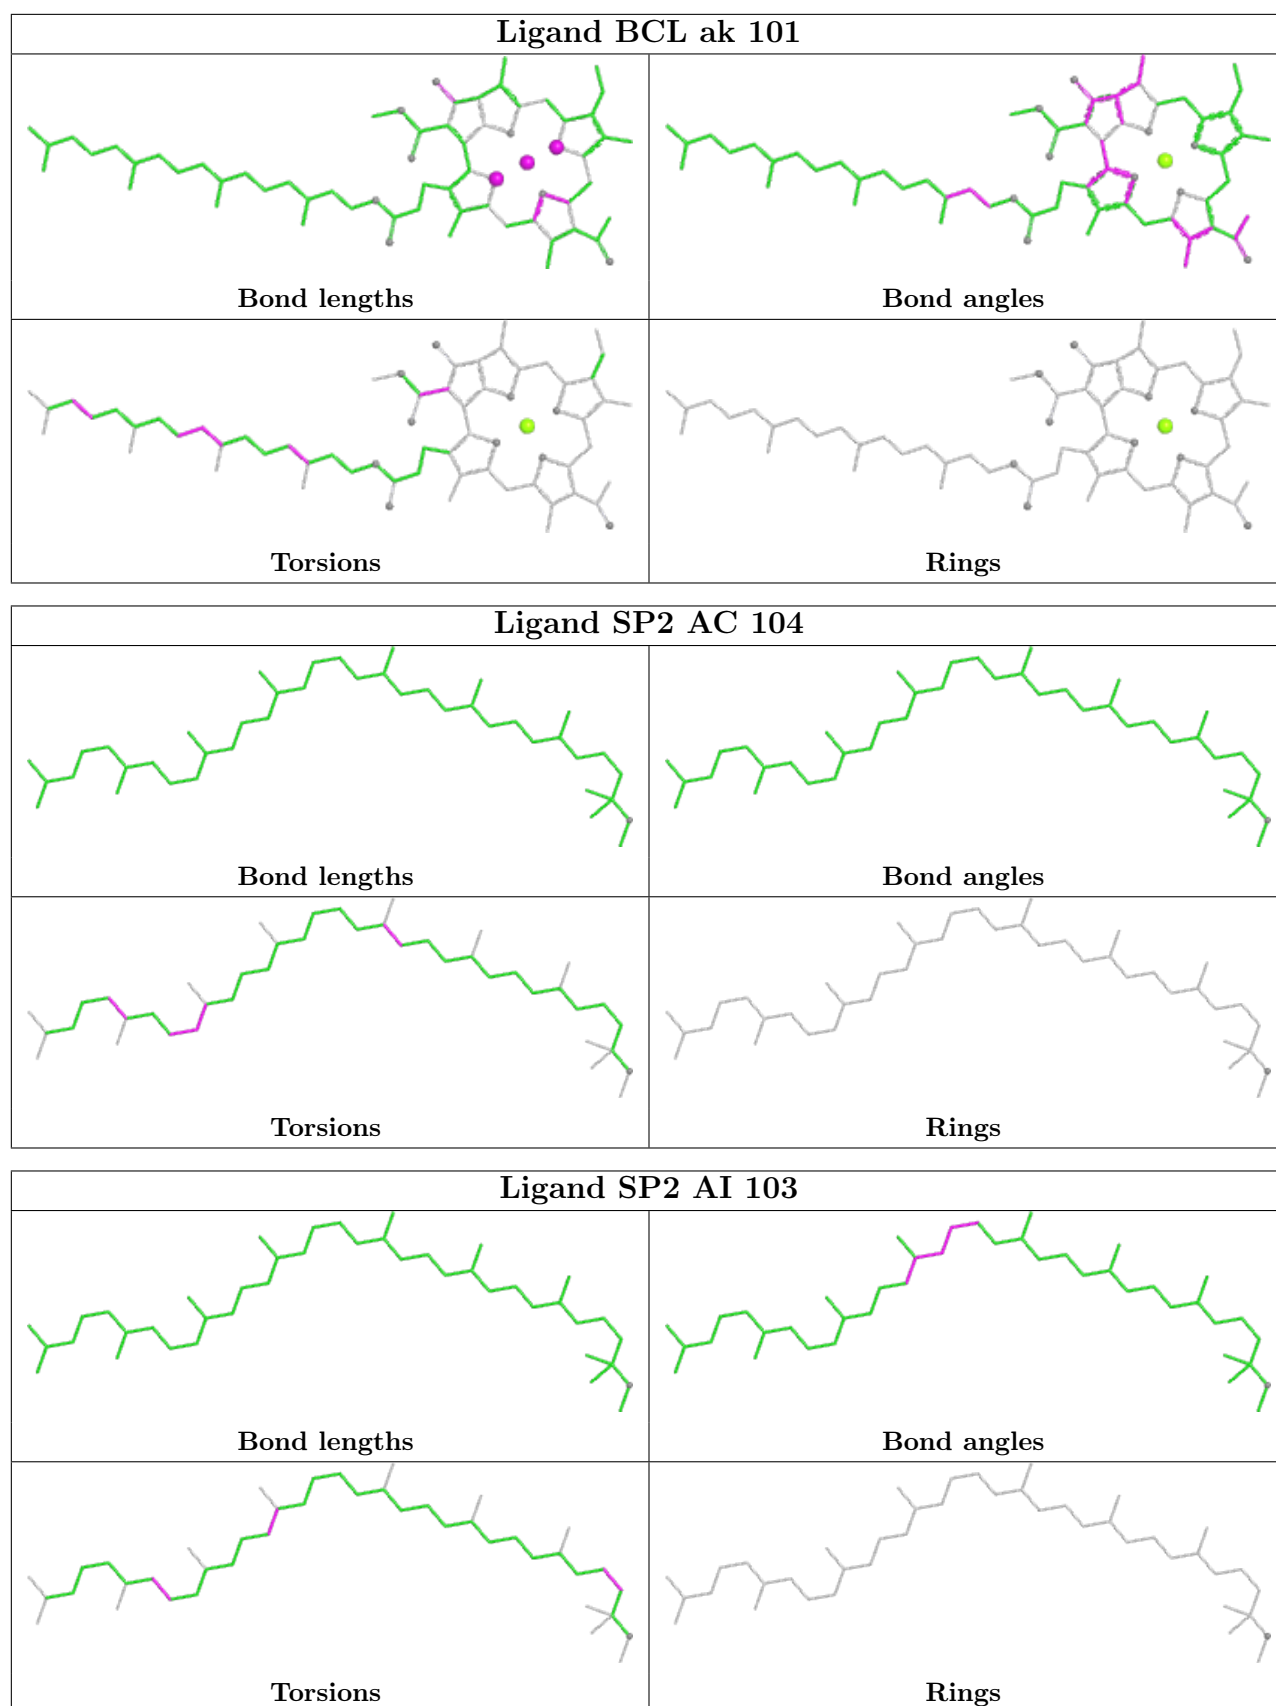 Ligand BCL ak 101
Bond lengths
Bond angles
Torsions
Rings
Ligand SP2 AC 104
Bond lengths
Bond angles
Torsions
Rings
Ligand SP2 AI 103
Bond lengths
Bond angles
Torsions
Rings